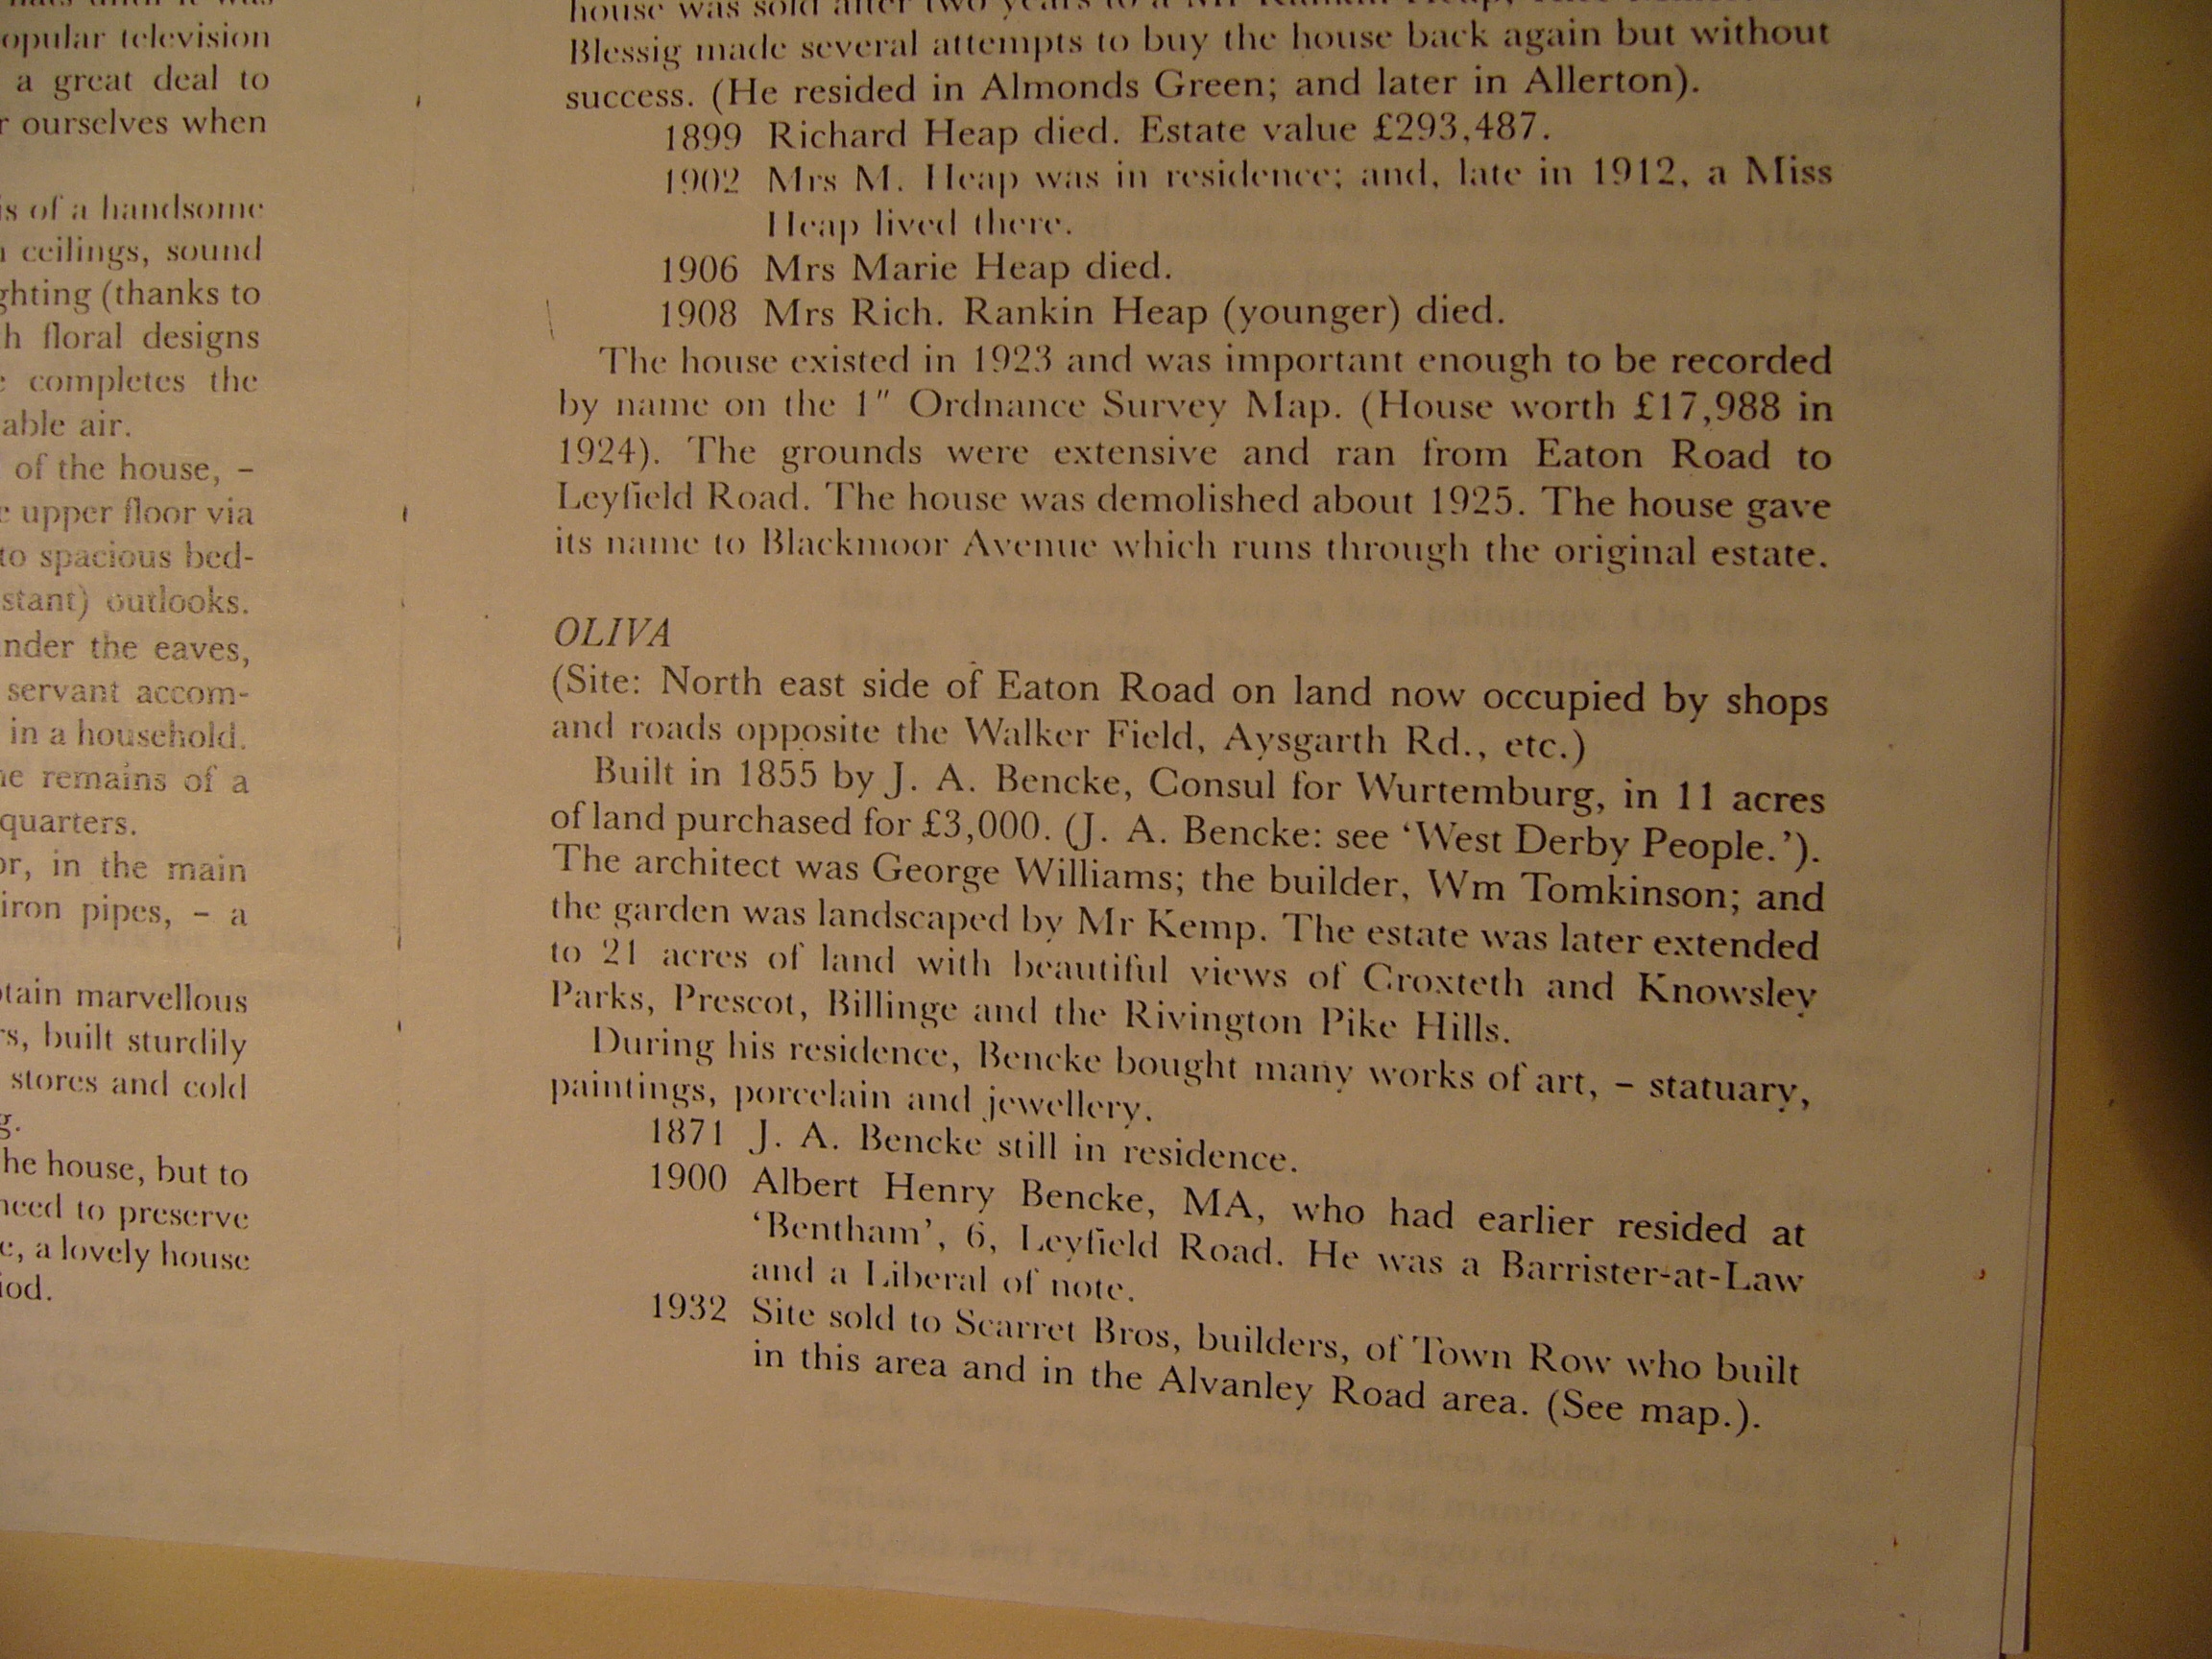 opular television
a great deal to
r ourselves when
is of a handsome
ceilings, sound
ghting (thanks to
h floral designs
completes the
able air.
of the house, –
upper floor via
to spacious bed-
stant) outlooks.
nder the eaves,
servant accom-
in a household.
remains of a
quarters.
or, in the main
iron pipes, – a
tain marvellous
rs, built sturdily
stores and cold
g.
he house, but to
need to preserve
e, a lovely house
iod.
house was sold after two years to a Mr Rankin Heap,
Blessig made several attempts to buy the house back again but without
success. (He resided in Almonds Green; and later in Allerton).
1899 Richard Heap died. Estate value £293,487.
1902 Mrs M. Heap was in residence; and, late in 1912, a Miss
Heap lived there.
1906 Mrs Marie Heap died.
1908 Mrs Rich. Rankin Heap (younger) died.
The house existed in 1923 and was important enough to be recorded
by name on the 1″ Ordnance Survey Map. (House worth £17,988 in
1924). The grounds were extensive and ran from Eaton Road to
Leyfield Road. The house was demolished about 1925. The house gave
its name to Blackmoor Avenue which runs through the original estate.
OLIVA
(Site: North east side of Eaton Road on land now occupied by shops
and roads opposite the Walker Field, Aysgarth Rd., etc.)
Built in 1855 by J. A. Bencke, Consul for Wurtemburg, in 11 acres
of land purchased for £3,000. (J. A. Bencke: see ‘West Derby People.’).
The architect was George Williams; the builder, Wm Tomkinson; and
the garden was landscaped by Mr Kemp. The estate was later extended
to 21 acres of land with beautiful views of Croxteth and Knowsley
Parks, Prescot, Billinge and the Rivington Pike Hills.
During his residence, Bencke bought many works of art, – statuary,
paintings, porcelain and jewellery.
1871 J. A. Bencke still in residence.
1900 Albert Henry Bencke, MA, who had earlier resided at
‘Bentham’, 6, Leyfield Road. He was a Barrister-at-Law
and a Liberal of note.
1932 Site sold to Scarret Bros, builders, of Town Row who built
in this area and in the Alvanley Road area. (See map.).